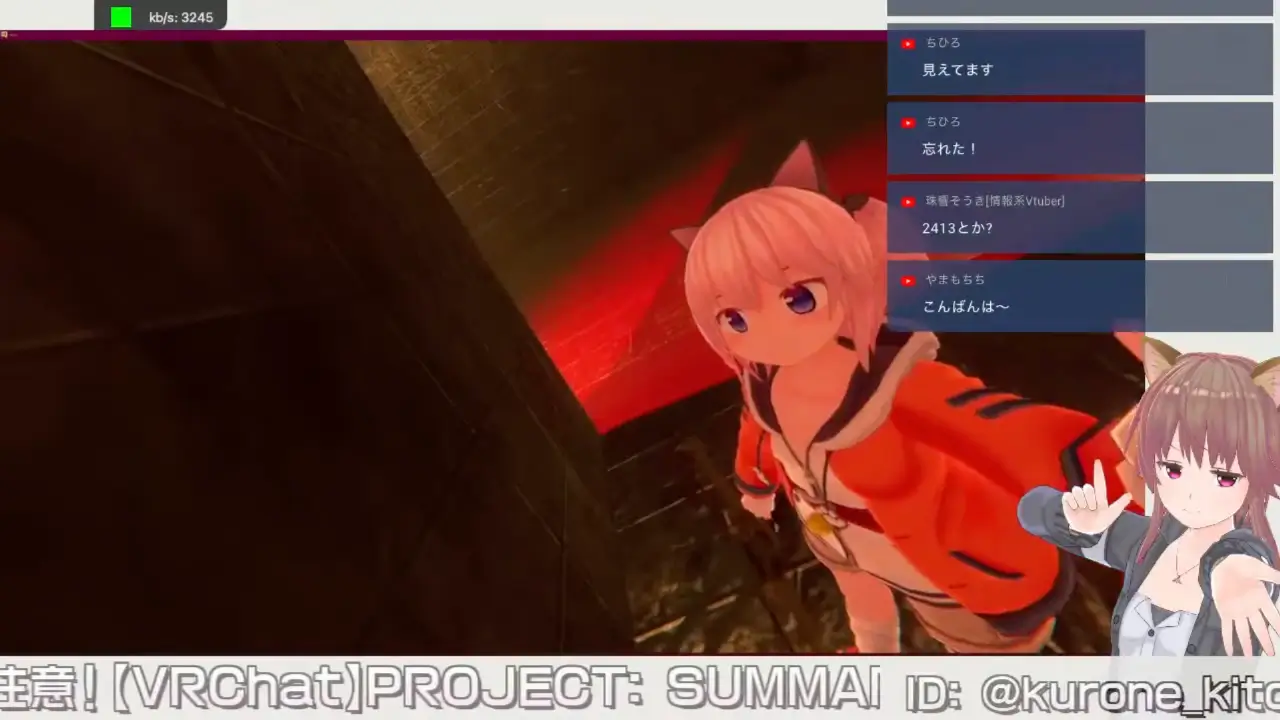 kb/s: 3245
ちひろ
見えてます
ちひろ
忘れた！
珠響そうき[情報系Vtuber]
2413とか?
やまもちち
こんばんは～
注意！【VRChat】PROJECT: SUMMAI
ID: @kurone_kito